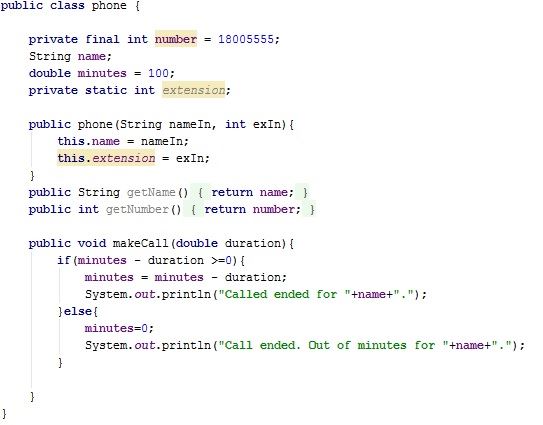 public class phone {
private final int number = 18005555;
String name;
double minutes = 100;
private static int extension;
public phone(String nameIn, int exIn){
this.name = nameIn;
this.extension = exIn;
}
public String getName() { return name; }
public int getNumber() { return number; }
public void makeCall(double duration){
if(minutes - duration >=0){
minutes = minutes - duration;
System.out.println("Called ended for "+name+".");
}else{
minutes=0;
System.out.println("Call ended. Out of minutes for "+name+".");
}
}
}